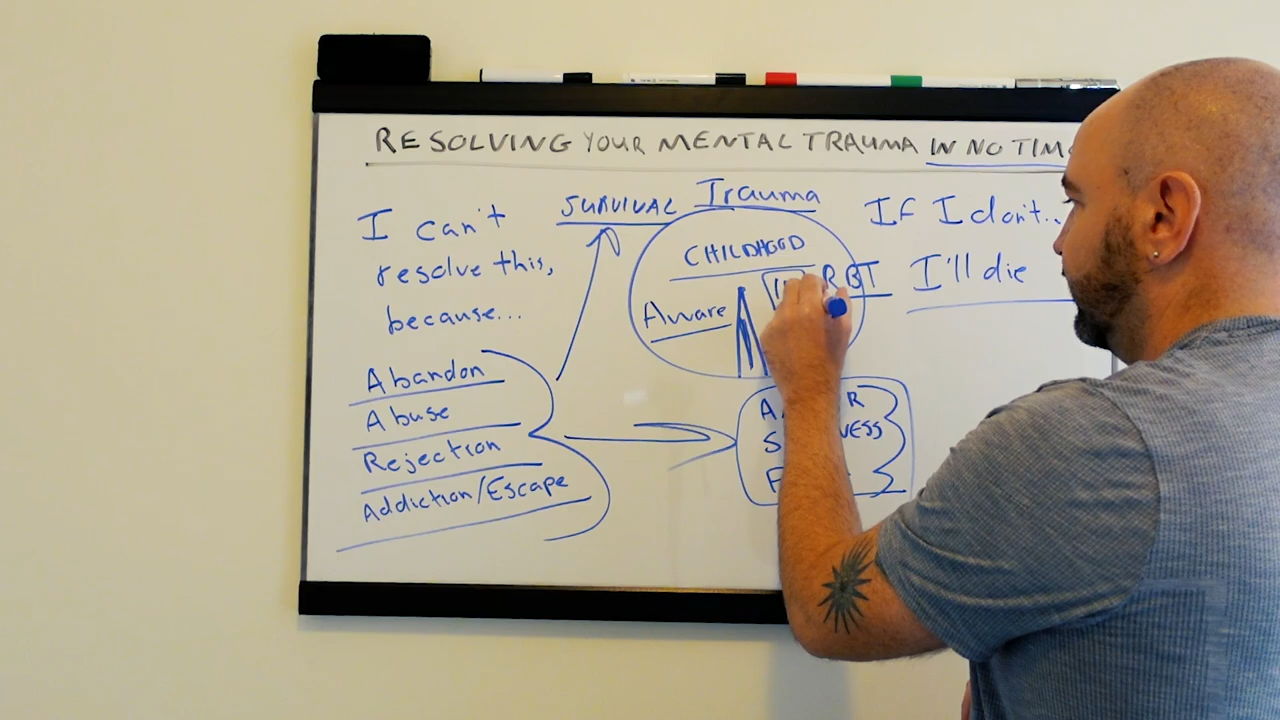 RESOLVING YOUR MENTAL TRAUMA IN NO
SURVIVAL Trauma
I can't
resolve this,
because...
If I don't..
I'll die
CHILDHOOD
RBT
Aware
Abandon
Abuse
Rejection
Addiction/Escape